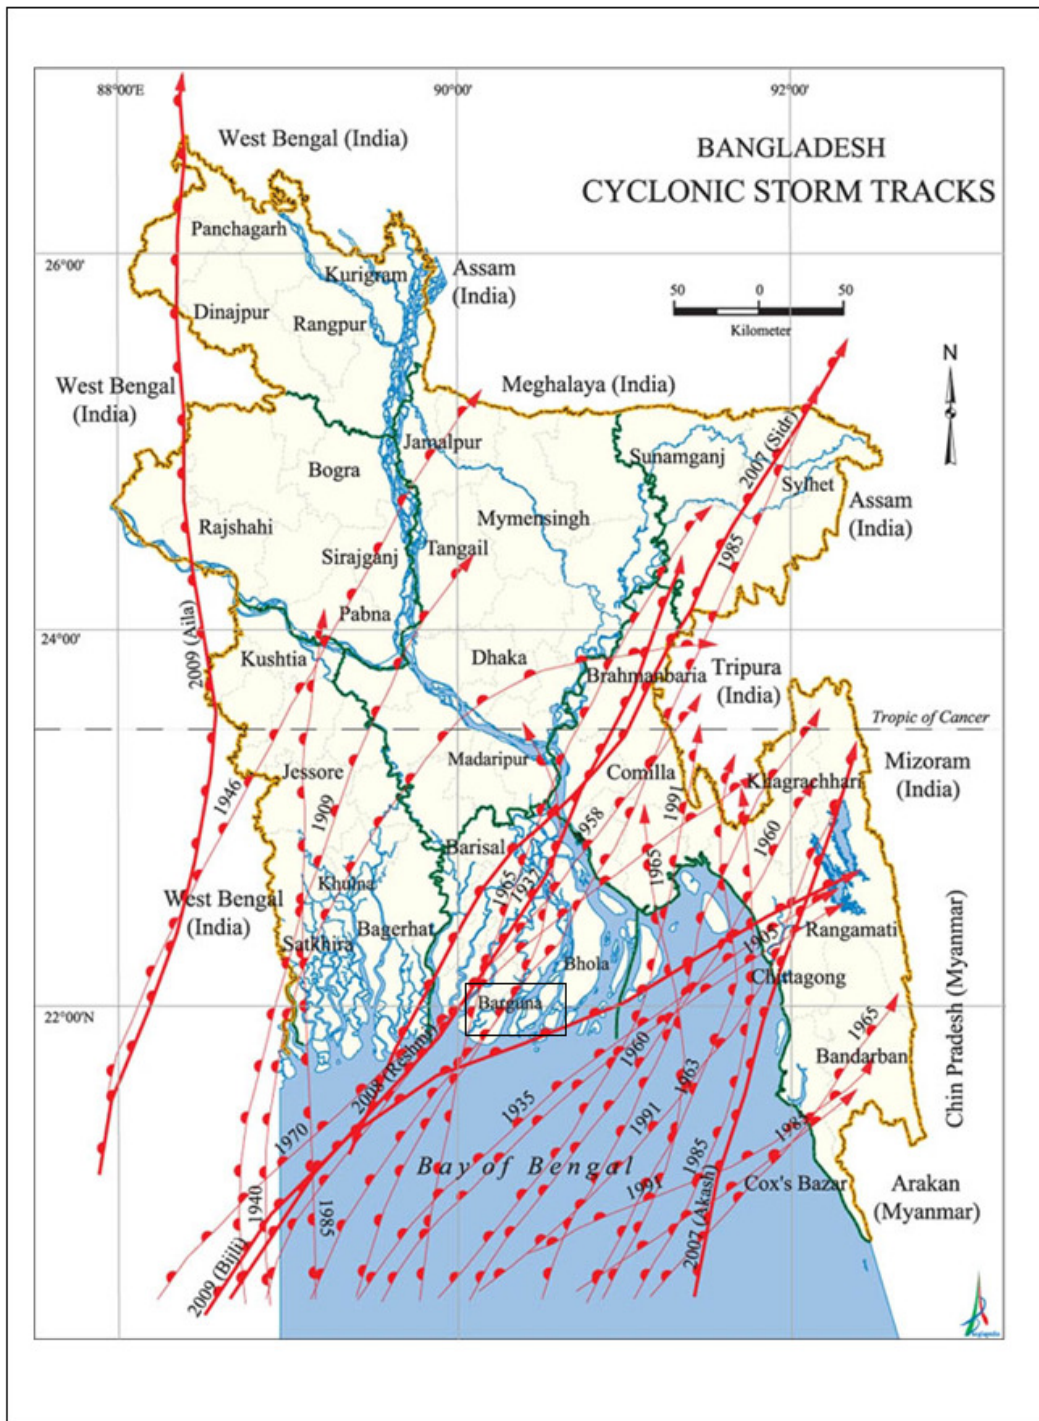 88°00'E
90°00'
92°00'
West Bengal (India)
BANGLADESH
CYCLONIC STORM TRACKS
Panchagarh
26°00'
Kurigram
Assam
(India)
50
0
50
Kilometer
Dinajpur
Rangpur
N
West Bengal
(India)
Meghalaya (India)
Jamalpur
2007 (Sidr)
Sunamganj
Bogra
Sylhet
Assam
(India)
Rajshahi
Mymensingh
Sirajganj
Tangail
1985
Pabna
24°00'
2009 (Aila)
Kushtia
Dhaka
Brahmanbaria
Tripura
(India)
Tropic of Cancer
Madaripur
Mizoram
(India)
Jessore
Comilla
Khagrachhari
1946
1909
1991
1958
1960
Barisal
1965
1965
1937
Khulna
West Bengal
(India)
Bagerhat
Satkhira
Rangamati
1905
Bhola
Chittagong
Chin Pradesh (Myanmar)
22°00'N
Barguna
1965
2008 (Reshmi)
1960
Bandarban
1963
1935
1991
1970
1983
1985
Bay of Bengal
1991
Cox's Bazar
Arakan
(Myanmar)
1940
1985
2007 (Akash)
2009 (Bijli)